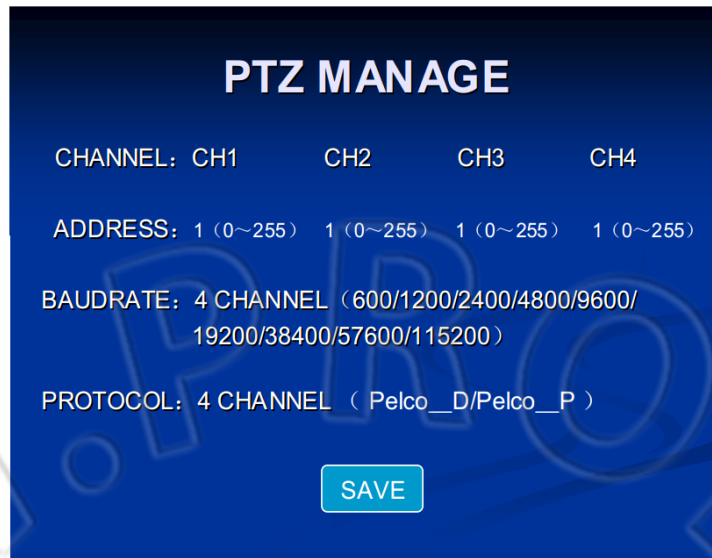 PTZ MANAGE
CHANNEL：CH1 CH2 CH3 CH4
ADDRESS：1（0～255） 1（0～255） 1（0～255） 1（0～255）
BAUDRATE：4 CHANNEL（600/1200/2400/4800/9600/
19200/38400/57600/115200）
PROTOCOL：4 CHANNEL （ Pelco__D/Pelco__P ）
SAVE